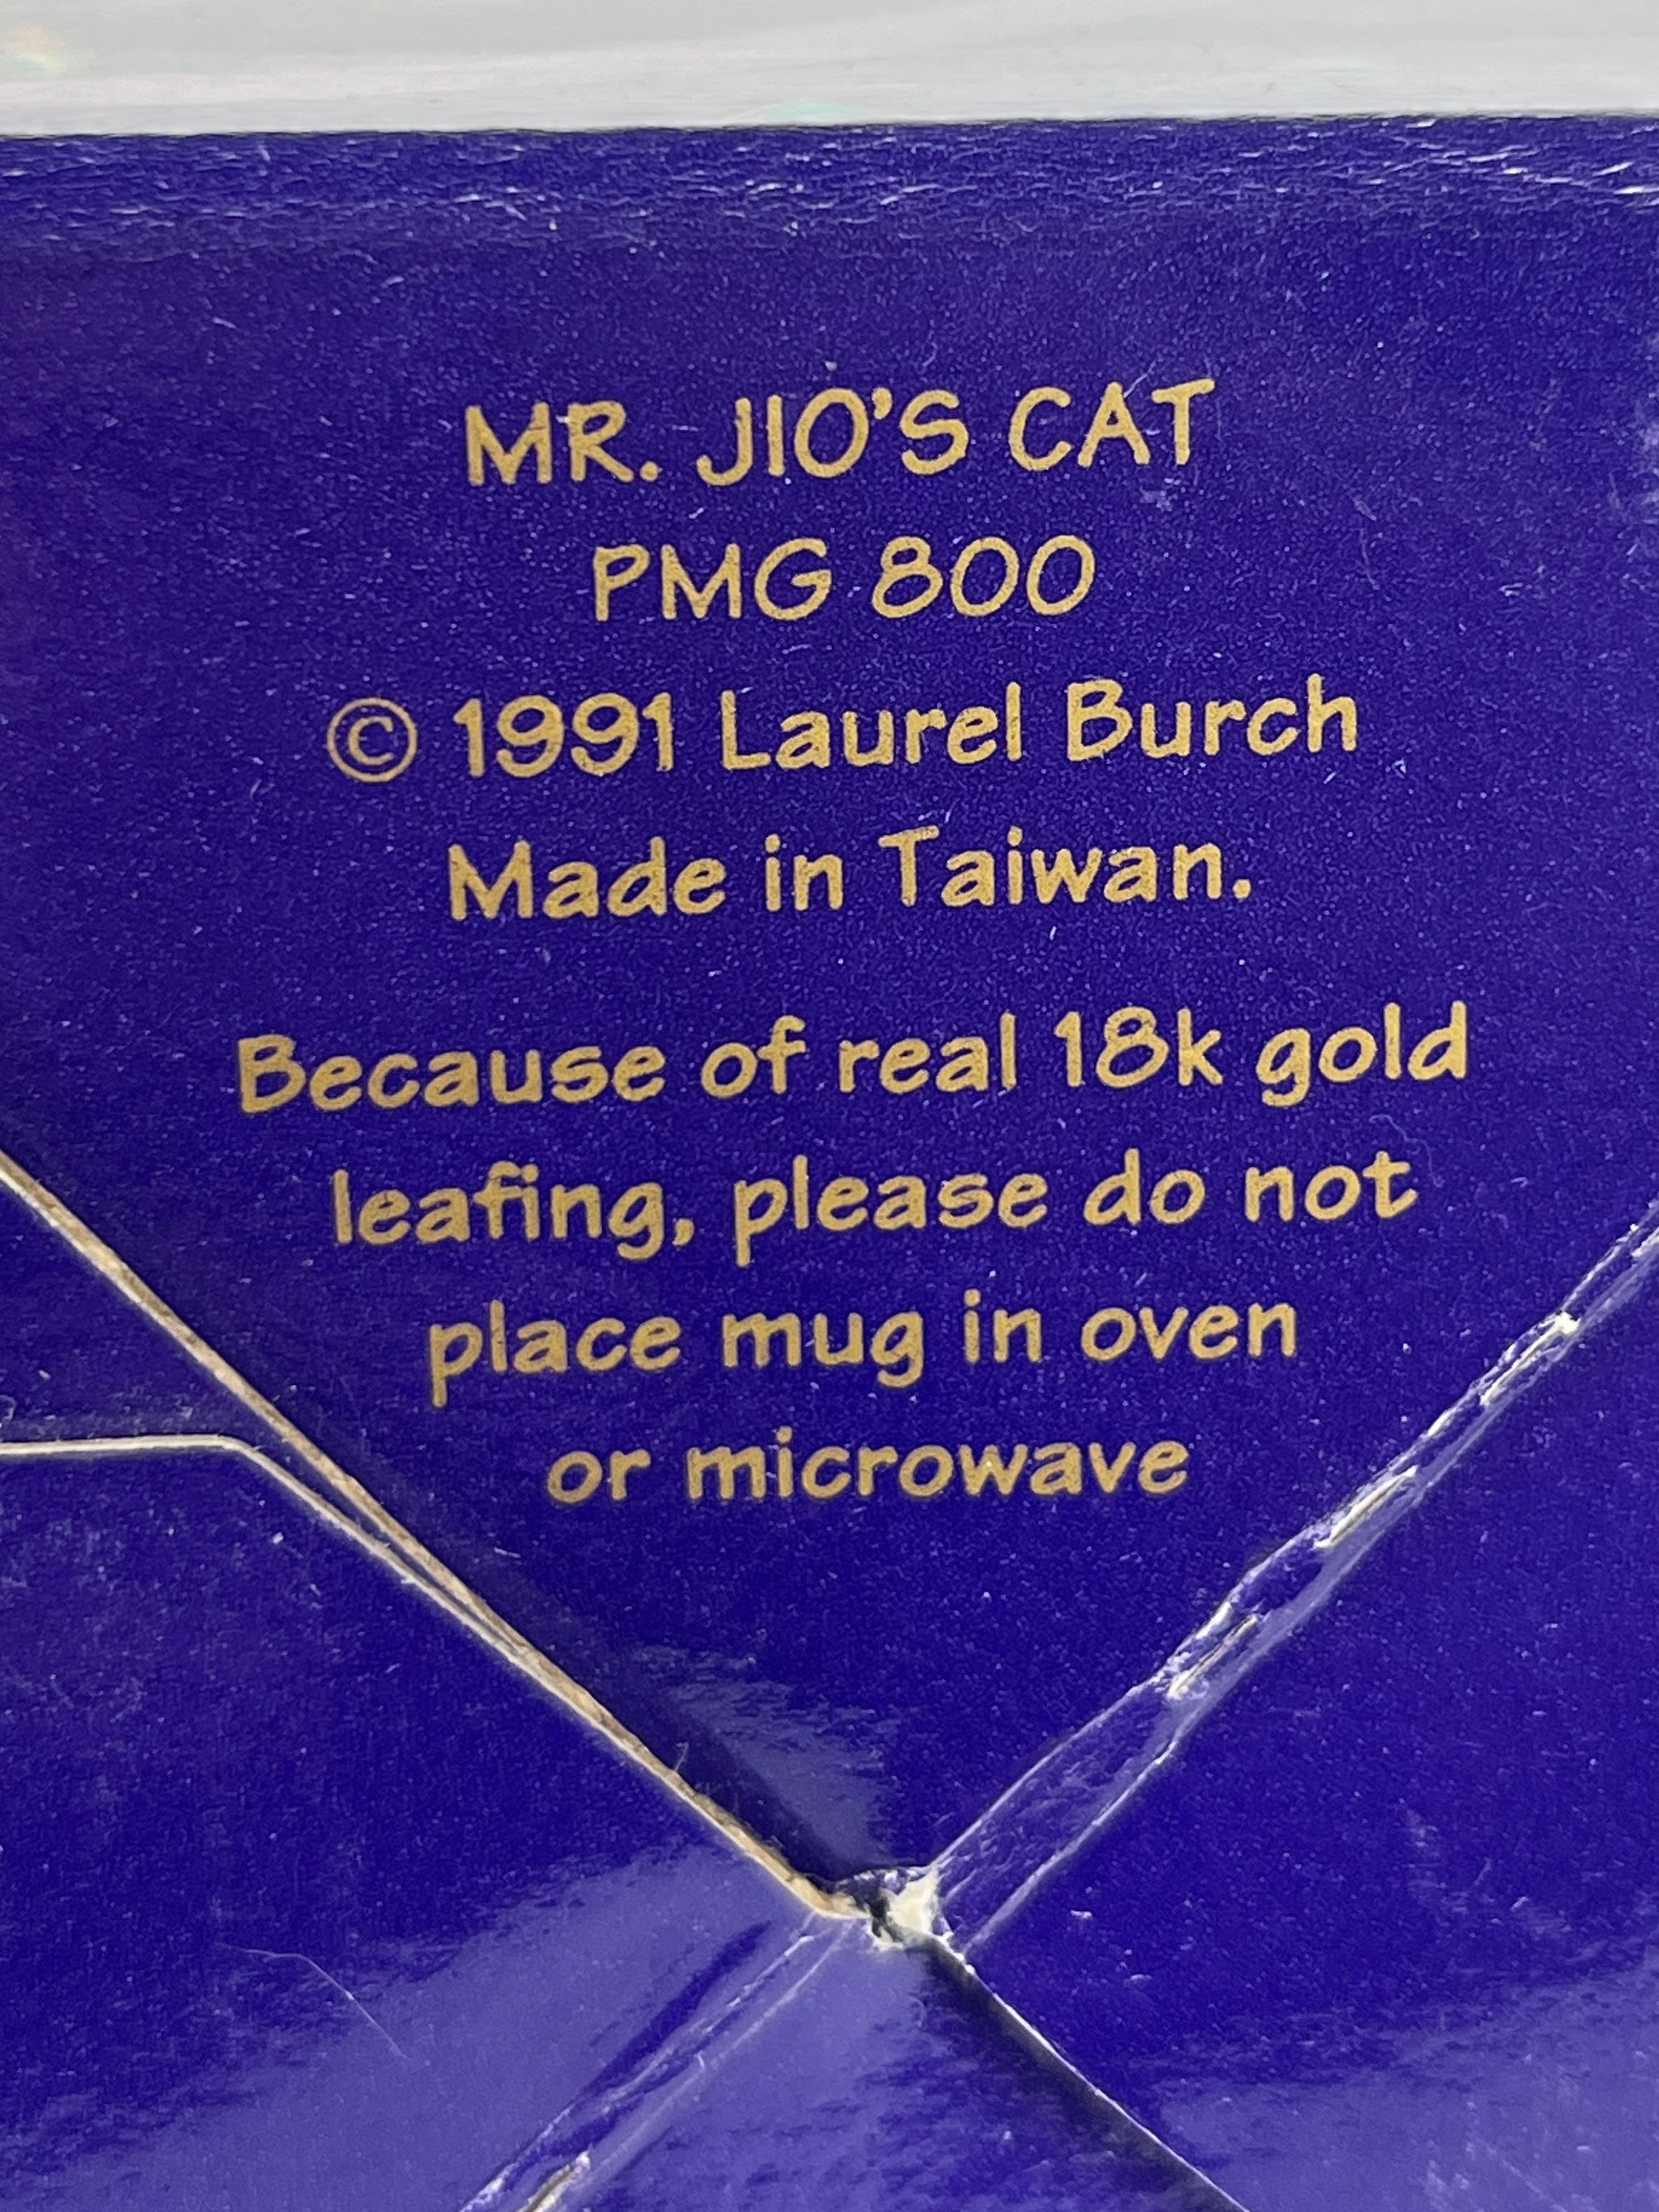 MR. JIO'S CAT
PMG 800
© 1991 Laurel Burch
Made in Taiwan.
Because of real 18k gold
leafing, please do not
place mug in oven
or microwave